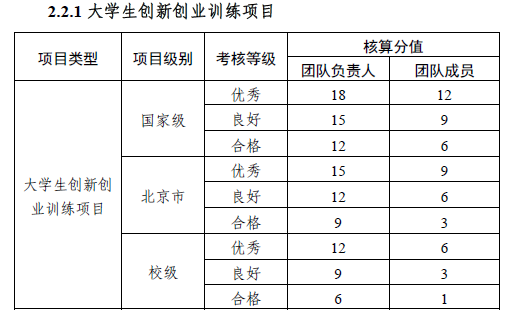 2.2.1 大学生创新创业训练项目
项目类型 项目级别 考核等级 核算分值
团队负责人 团队成员
大学生创新创
业训练项目
国家级 优秀 18 12
良好 15 9
合格 12 6
北京市 优秀 15 9
良好 12 6
合格 9 3
校级 优秀 12 6
良好 9 3
合格 6 1